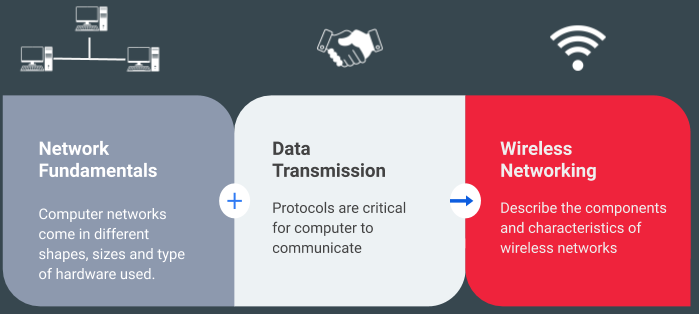 Network
Fundamentals
Computer networks
come in different
shapes, sizes and type
of hardware used.
Data
Transmission
Protocols are critical
for computer to
communicate
Wireless
Networking
Describe the components
and characteristics of
wireless networks